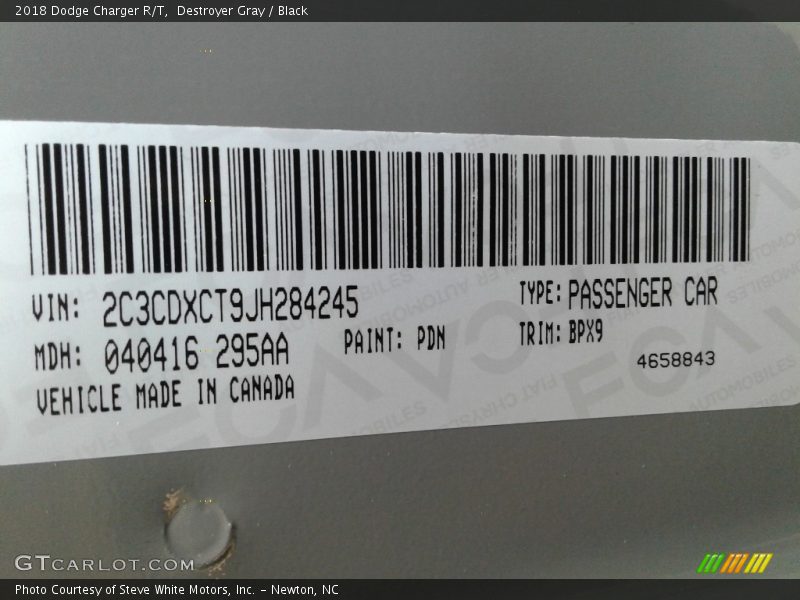 2018 Dodge Charger R/T,  Destroyer Gray / Black
VIN: 2C3CDXCT9JH284245 TYPE: PASSENGER CAR
MDH: 040416 295AA PAINT: PDN TRIM: BPX9
VEHICLE MADE IN CANADA 4658843
GTCARLOT.COM
Photo Courtesy of Steve White Motors, Inc. – Newton, NC